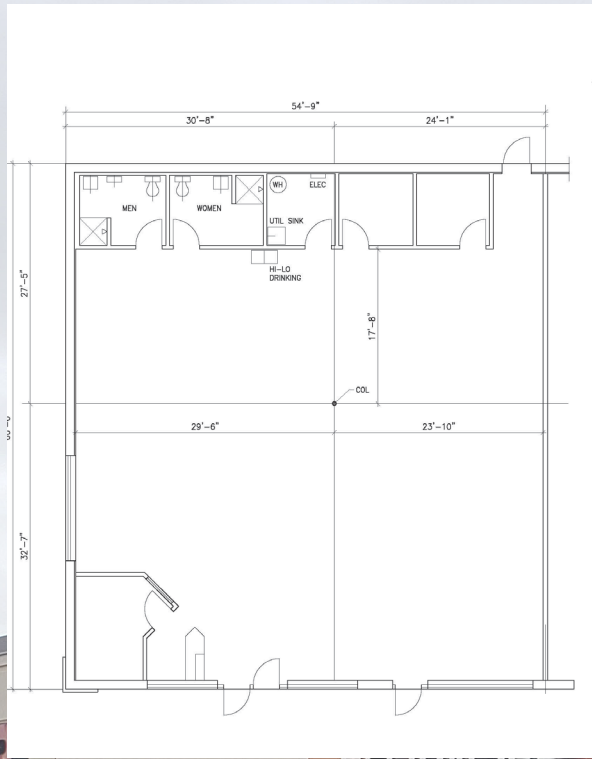 54'-9"
30'-8"
24'-1"
MEN
WOMEN
WH
ELEC
UTIL SINK
HI-LO
DRINKING
27'-5"
17'-8"
COL
29'-6"
23'-10"
32'-7"